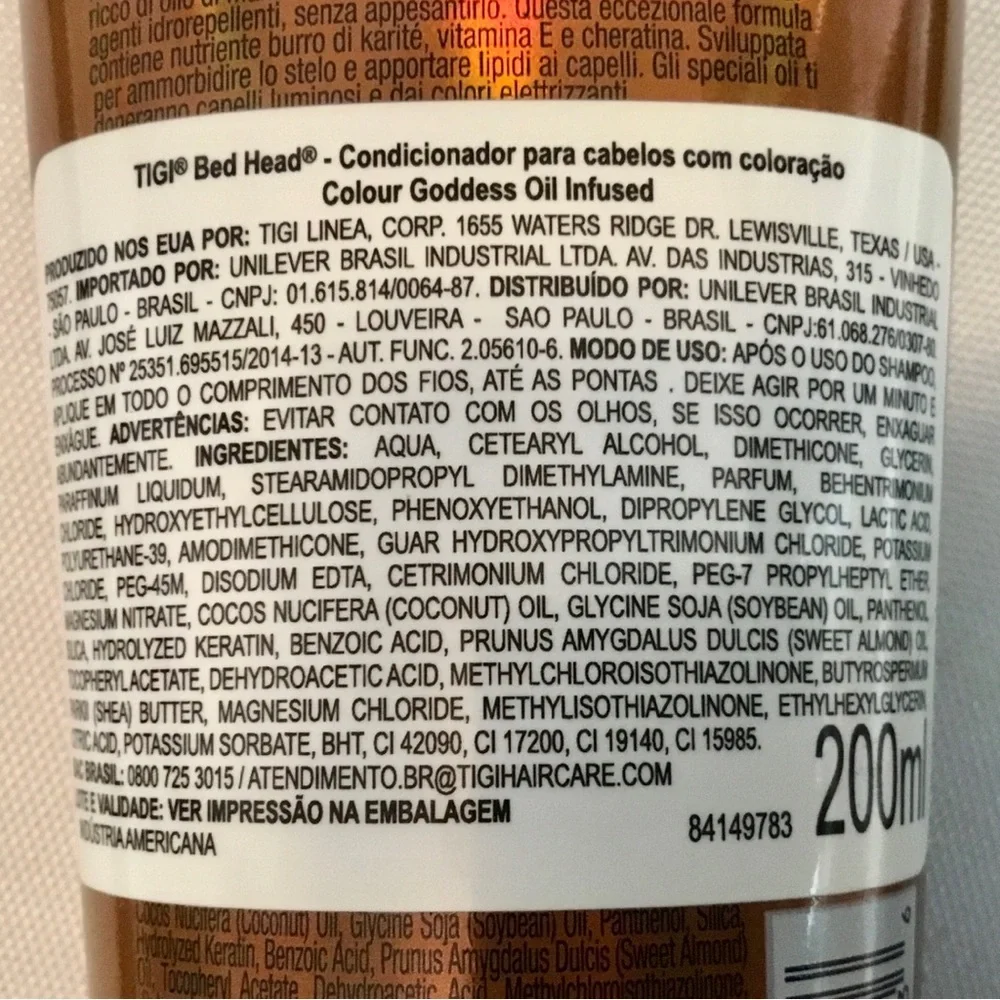 ricco di olio di
agenti idrorepellenti, senza appesantirlo. Questa eccezionale formula
contiene nutriente burro di karité, vitamina E e cheratina. Sviluppata
per ammorbidire lo stelo e apportare lipidi ai capelli. Gli speciali oli ti
doneranno capelli luminosi e dai colori elettrizzanti
TIGI® Bed Head® - Condicionador para cabelos com coloração
Colour Goddess Oil Infused
PRODUZIDO NOS EUA POR: TIGI LINEA, CORP. 1655 WATERS RIDGE DR. LEWISVILLE, TEXAS / USA -
75057. IMPORTADO POR: UNILEVER BRASIL INDUSTRIAL LTDA. AV. DAS INDUSTRIAS, 315 - VINHEDO
- SÃO PAULO - BRASIL - CNPJ: 01.615.814/0064-87. DISTRIBUÍDO POR: UNILEVER BRASIL INDUSTRIAL
LTDA. AV. JOSÉ LUIZ MAZZALI, 450 - LOUVEIRA - SAO PAULO - BRASIL - CNPJ:61.068.276/0307-80.
PROCESSO Nº 25351.695515/2014-13 - AUT. FUNC. 2.05610-6. MODO DE USO: APÓS O USO DO SHAMPOO,
APLIQUE EM TODO O COMPRIMENTO DOS FIOS, ATÉ AS PONTAS . DEIXE AGIR POR UM MINUTO E
ENXÁGUE. ADVERTÊNCIAS: EVITAR CONTATO COM OS OLHOS, SE ISSO OCORRER, ENXAGUAR
ABUNDANTEMENTE. INGREDIENTES: AQUA, CETEARYL ALCOHOL, DIMETHICONE, GLYCERIN,
PARAFFINUM LIQUIDUM, STEARAMIDOPROPYL DIMETHYLAMINE, PARFUM, BEHENTRIMONIUM
CHLORIDE, HYDROXYETHYLCELLULOSE, PHENOXYETHANOL, DIPROPYLENE GLYCOL, LACTIC ACID,
POLYURETHANE-39, AMODIMETHICONE, GUAR HYDROXYPROPYLTRIMONIUM CHLORIDE, POTASSIUM
CHLORIDE, PEG-45M, DISODIUM EDTA, CETRIMONIUM CHLORIDE, PEG-7 PROPYLHEPTYL ETHER,
MAGNESIUM NITRATE, COCOS NUCIFERA (COCONUT) OIL, GLYCINE SOJA (SOYBEAN) OIL, PANTHENOL,
SILICA, HYDROLYZED KERATIN, BENZOIC ACID, PRUNUS AMYGDALUS DULCIS (SWEET ALMOND) OIL,
TOCOPHERYL ACETATE, DEHYDROACETIC ACID, METHYLCHLOROISOTHIAZOLINONE, BUTYROSPERMUM
PARKII (SHEA) BUTTER, MAGNESIUM CHLORIDE, METHYLISOTHIAZOLINONE, ETHYLHEXYLGLYCERIN,
CITRIC ACID, POTASSIUM SORBATE, BHT, CI 42090, CI 17200, CI 19140, CI 15985.
SAC BRASIL: 0800 725 3015 / ATENDIMENTO.BR@TIGIHAIRCARE.COM
LOTE E VALIDADE: VER IMPRESSÃO NA EMBALAGEM
INDÚSTRIA AMERICANA
84149783
200ml
Cocos Nucifera (Coconut) Oil, Glycine Soja (Soybean) Oil, Panthenol, Silica,
Hydrolyzed Keratin, Benzoic Acid, Prunus Amygdalus Dulcis (Sweet Almond)
Oil, Tocopheryl Acetate, Dehydroacetic Acid, Methylchloroisothiazolinone,